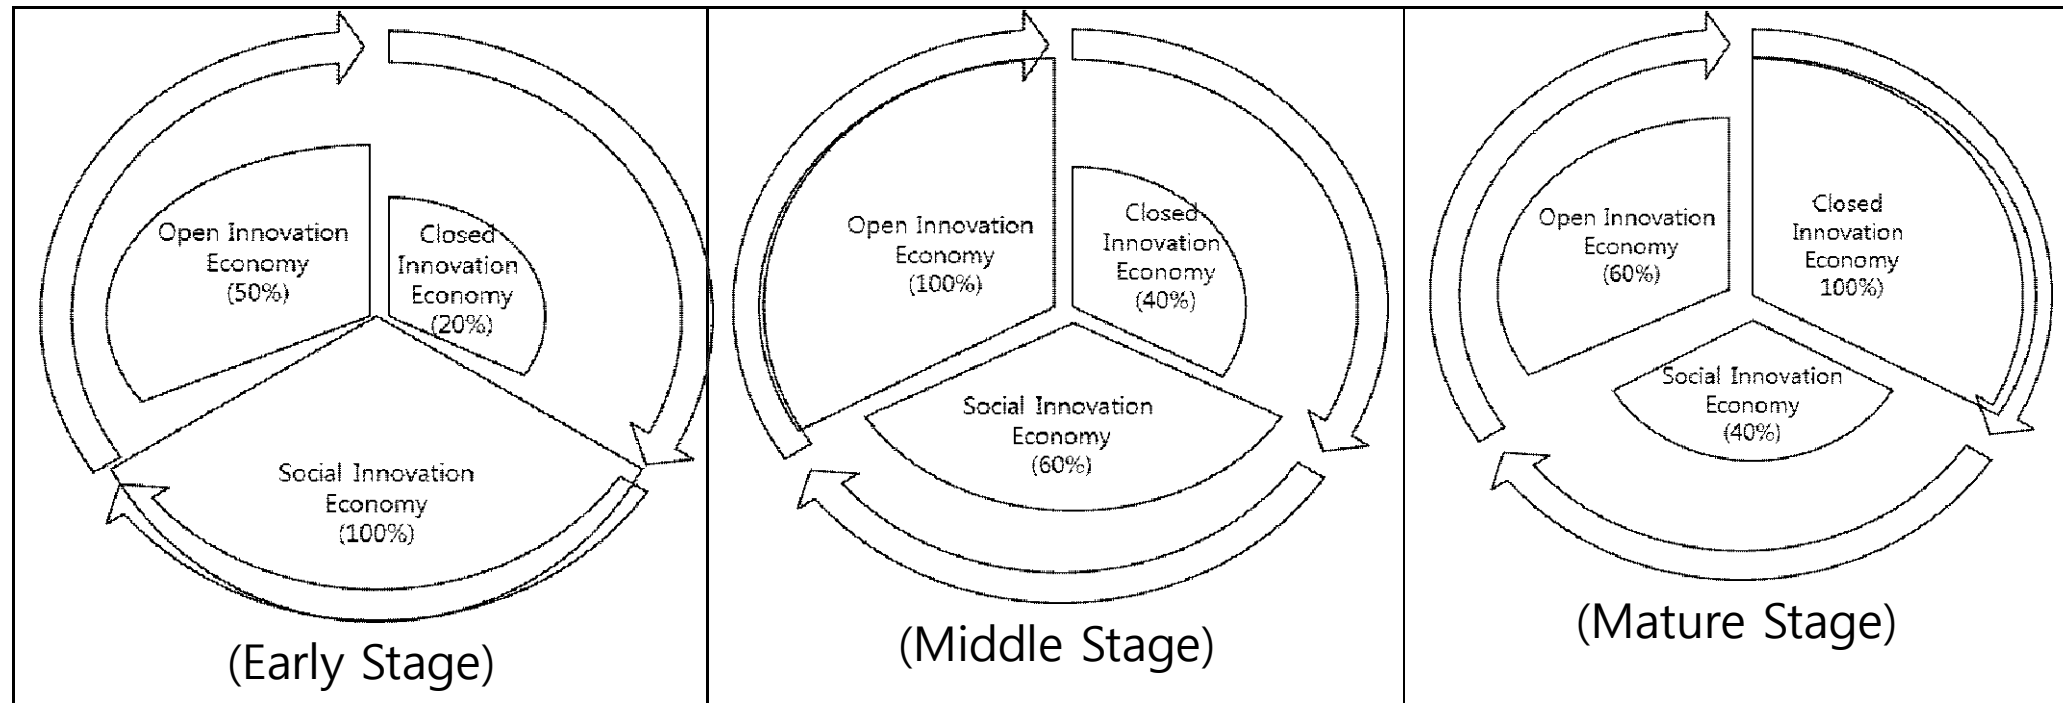 Open Innovation
Economy
(50%)
Closed
Innovation
Economy
(20%)
Social Innovation
Economy
(100%)
(Early Stage)
Open Innovation
Economy
(100%)
Closed
Innovation
Economy
(40%)
Social Innovation
Economy
(60%)
(Middle Stage)
Open Innovation
Economy
(60%)
Closed
Innovation
Economy
100%)
Social Innovation
Economy
(40%)
(Mature Stage)